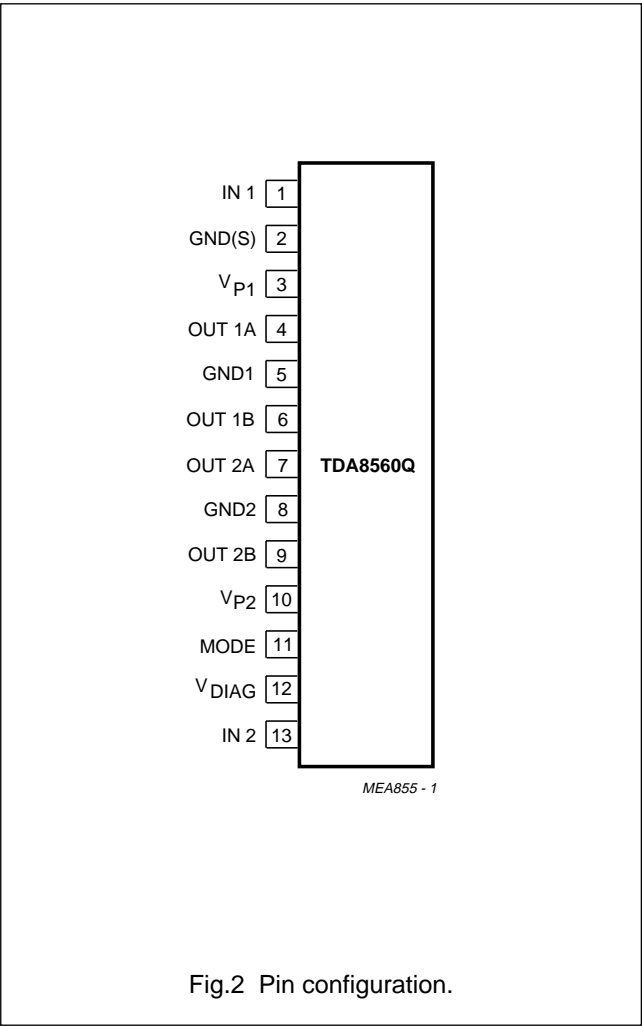 IN 1 1
GND(S) 2
VP1 3
OUT 1A 4
GND1 5
OUT 1B 6
OUT 2A 7 TDA8560Q
GND2 8
OUT 2B 9
VP2 10
MODE 11
VDIAG 12
IN 2 13
MEA855 - 1
Fig.2 Pin configuration.